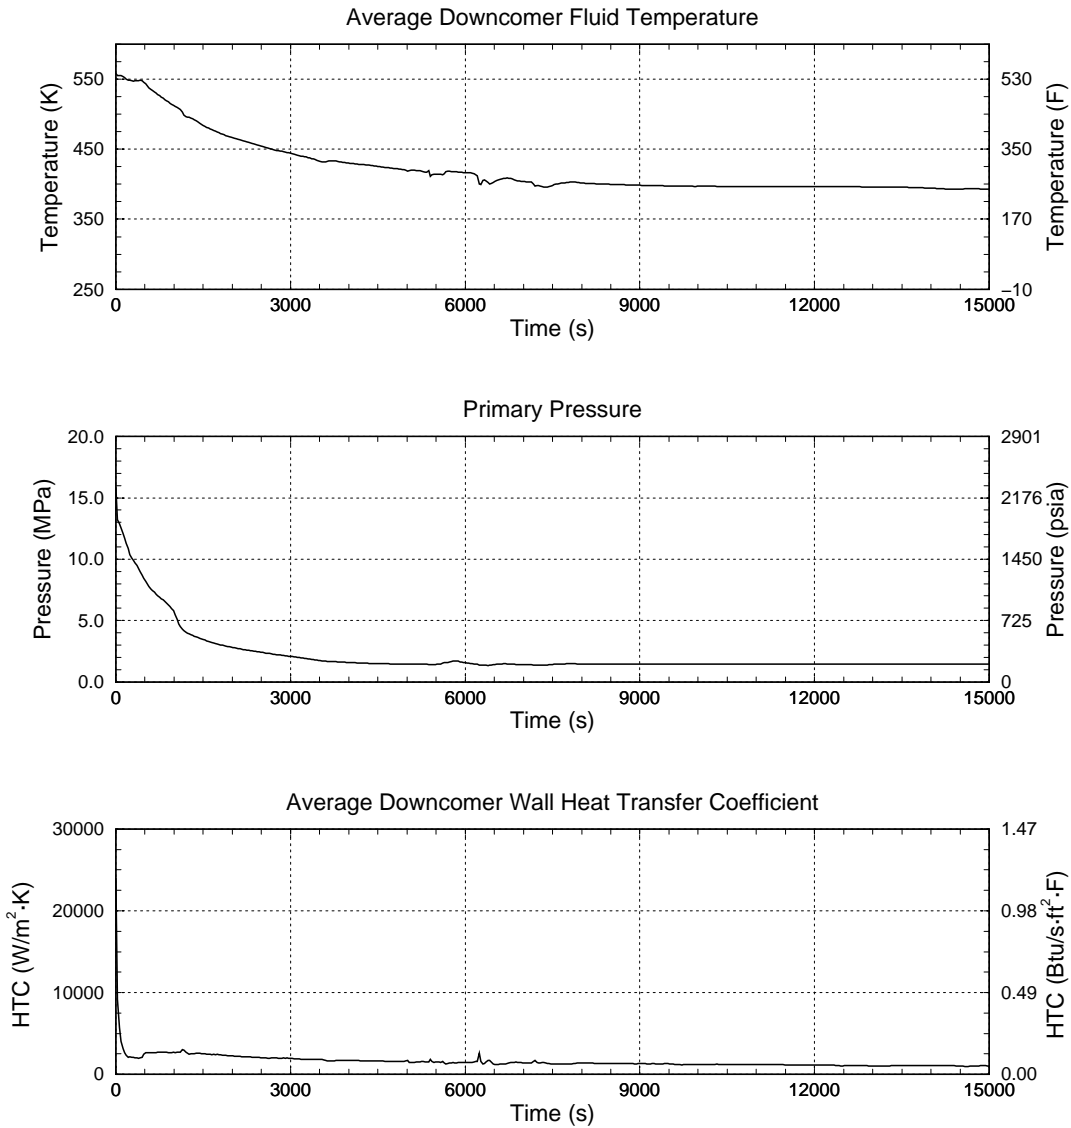 Average Downcomer Fluid Temperature
Temperature (K)
550
450
350
250
530
350
170
−10
Temperature (F)
0 3000 6000 9000 12000 15000
Time (s)
Primary Pressure
Pressure (MPa)
20.0
15.0
10.0
5.0
0.0
2901
2176
1450
725
0
Pressure (psia)
0 3000 6000 9000 12000 15000
Time (s)
Average Downcomer Wall Heat Transfer Coefficient
HTC (W/m²·K)
30000
20000
10000
0
1.47
0.98
0.49
0.00
HTC (Btu/s·ft²·F)
0 3000 6000 9000 12000 15000
Time (s)